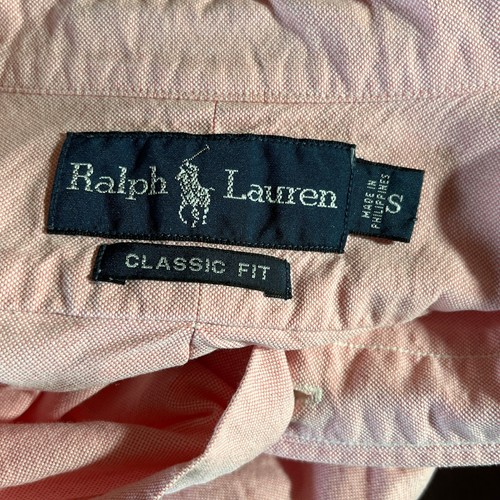 Ralph Lauren
CLASSIC FIT
MADE IN
PHILIPPINES
S